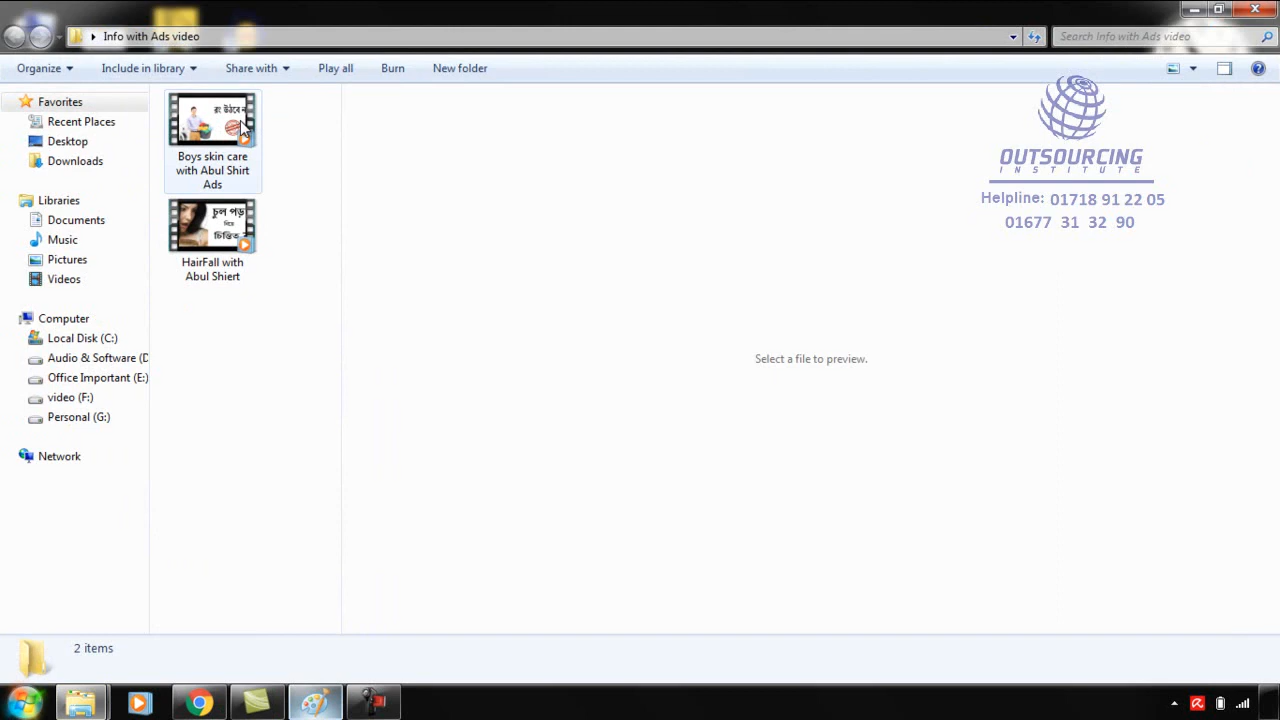 Info with Ads video
Search Info with Ads video
Organize
Include in library
Share with
Play all
Burn
New folder
Favorites
Recent Places
Desktop
Downloads
Libraries
Documents
Music
Pictures
Videos
Computer
Local Disk (C:)
Audio & Software (D
Office Important (E:)
video (F:)
Personal (G:)
Network
রং উঠবে
Boys skin care
with Abul Shirt
Ads
চুল পড়
নিয়ে
চিন্তিত
HairFall with
Abul Shiert
Select a file to preview.
OUTSOURCING
INSTITUTE
Helpline: 01718 91 22 05
01677 31 32 90
2 items